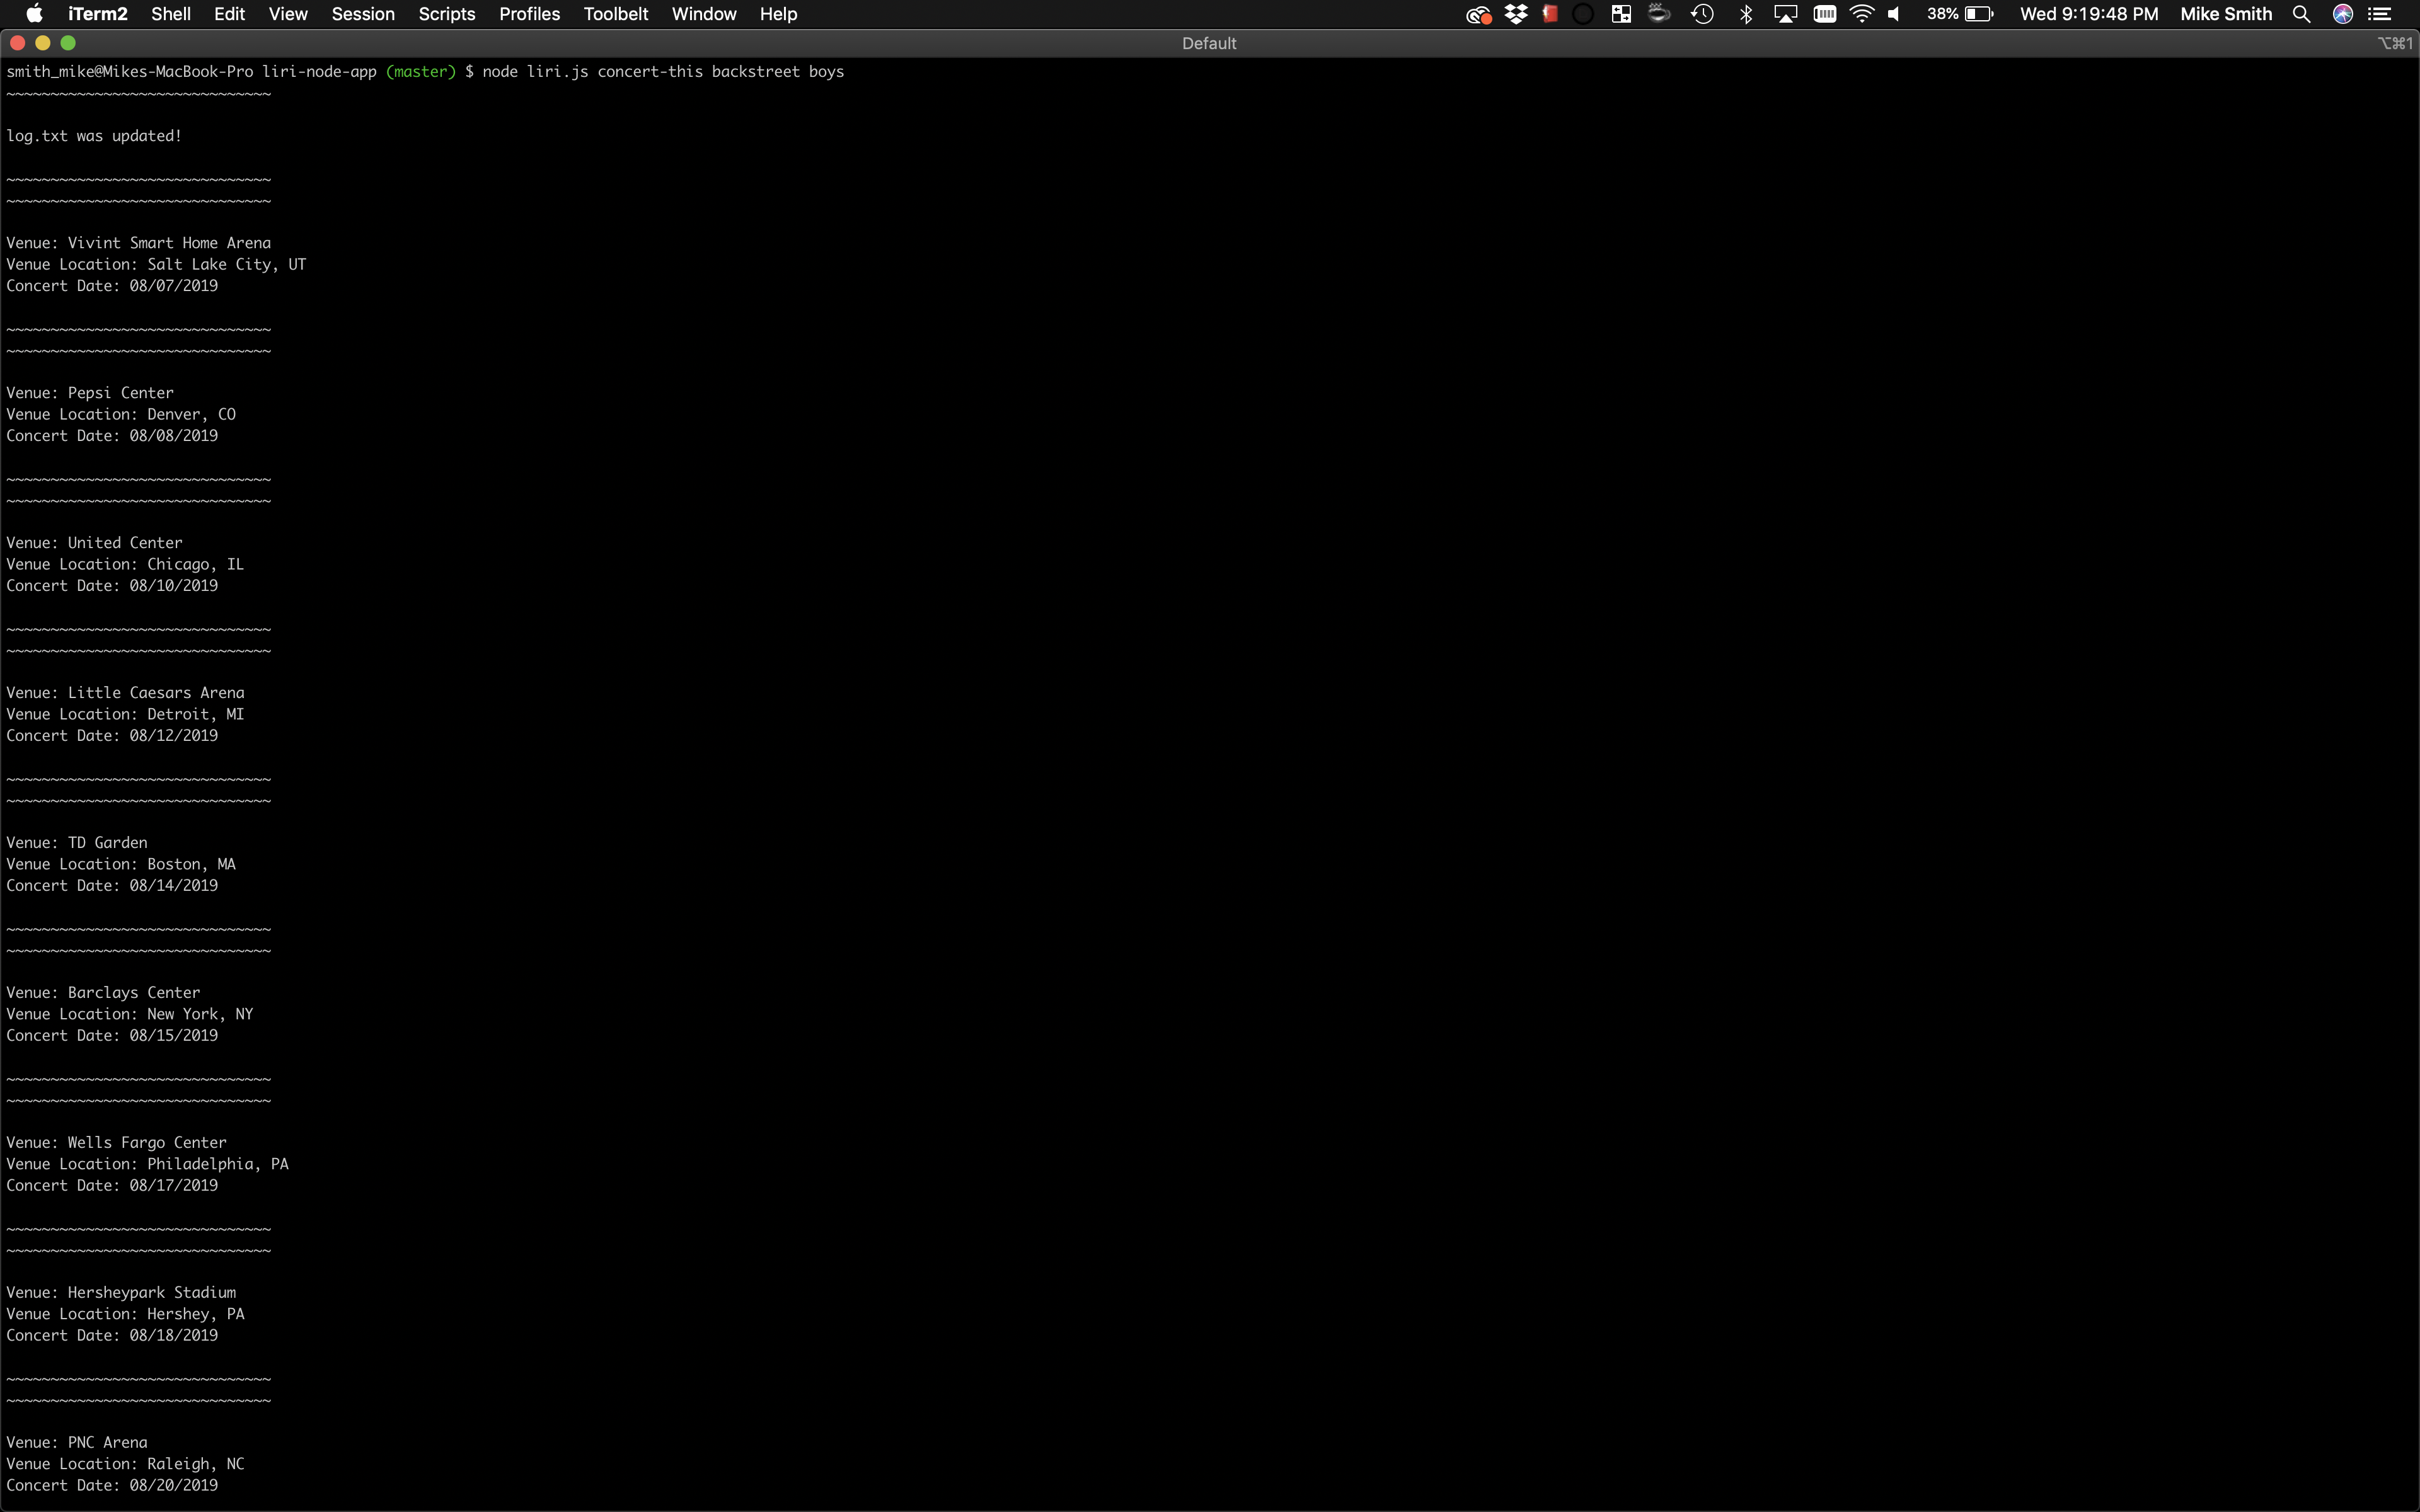 iTerm2 Shell Edit View Session Scripts Profiles Toolbelt Window Help 38% Wed 9:19:48 PM Mike Smith
Default ⌥⌘1
smith_mike@Mikes-MacBook-Pro liri-node-app (master) $ node liri.js concert-this backstreet boys
~~~~~~~~~~~~~~~~~~~~~~~~~~~~~~
log.txt was updated!
~~~~~~~~~~~~~~~~~~~~~~~~~~~~~~
~~~~~~~~~~~~~~~~~~~~~~~~~~~~~~
Venue: Vivint Smart Home Arena
Venue Location: Salt Lake City, UT
Concert Date: 08/07/2019
~~~~~~~~~~~~~~~~~~~~~~~~~~~~~~
~~~~~~~~~~~~~~~~~~~~~~~~~~~~~~
Venue: Pepsi Center
Venue Location: Denver, CO
Concert Date: 08/08/2019
~~~~~~~~~~~~~~~~~~~~~~~~~~~~~~
~~~~~~~~~~~~~~~~~~~~~~~~~~~~~~
Venue: United Center
Venue Location: Chicago, IL
Concert Date: 08/10/2019
~~~~~~~~~~~~~~~~~~~~~~~~~~~~~~
~~~~~~~~~~~~~~~~~~~~~~~~~~~~~~
Venue: Little Caesars Arena
Venue Location: Detroit, MI
Concert Date: 08/12/2019
~~~~~~~~~~~~~~~~~~~~~~~~~~~~~~
~~~~~~~~~~~~~~~~~~~~~~~~~~~~~~
Venue: TD Garden
Venue Location: Boston, MA
Concert Date: 08/14/2019
~~~~~~~~~~~~~~~~~~~~~~~~~~~~~~
~~~~~~~~~~~~~~~~~~~~~~~~~~~~~~
Venue: Barclays Center
Venue Location: New York, NY
Concert Date: 08/15/2019
~~~~~~~~~~~~~~~~~~~~~~~~~~~~~~
~~~~~~~~~~~~~~~~~~~~~~~~~~~~~~
Venue: Wells Fargo Center
Venue Location: Philadelphia, PA
Concert Date: 08/17/2019
~~~~~~~~~~~~~~~~~~~~~~~~~~~~~~
~~~~~~~~~~~~~~~~~~~~~~~~~~~~~~
Venue: Hersheypark Stadium
Venue Location: Hershey, PA
Concert Date: 08/18/2019
~~~~~~~~~~~~~~~~~~~~~~~~~~~~~~
~~~~~~~~~~~~~~~~~~~~~~~~~~~~~~
Venue: PNC Arena
Venue Location: Raleigh, NC
Concert Date: 08/20/2019